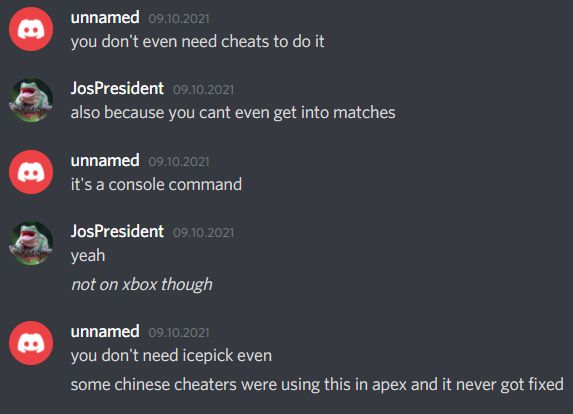 unnamed 09.10.2021
you don't even need cheats to do it
JosPresident 09.10.2021
also because you cant even get into matches
unnamed 09.10.2021
it's a console command
JosPresident 09.10.2021
yeah
not on xbox though
unnamed 09.10.2021
you don't need icepick even
some chinese cheaters were using this in apex and it never got fixed